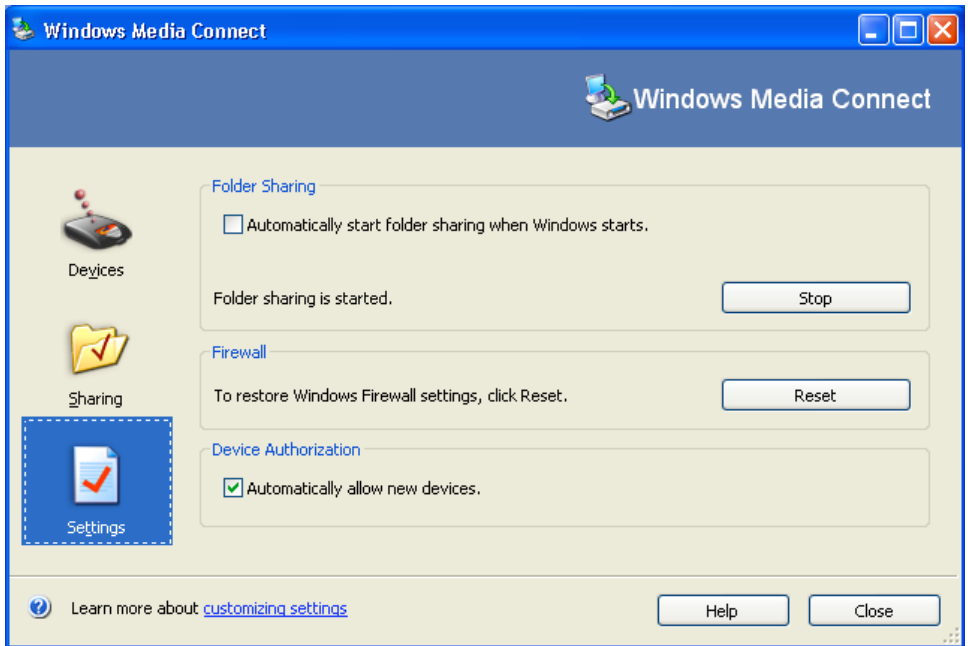 Windows Media Connect
Windows Media Connect
Devices
Sharing
Settings
Folder Sharing
Automatically start folder sharing when Windows starts.
Folder sharing is started.
Stop
Firewall
To restore Windows Firewall settings, click Reset.
Reset
Device Authorization
Automatically allow new devices.
Learn more about customizing settings
Help
Close